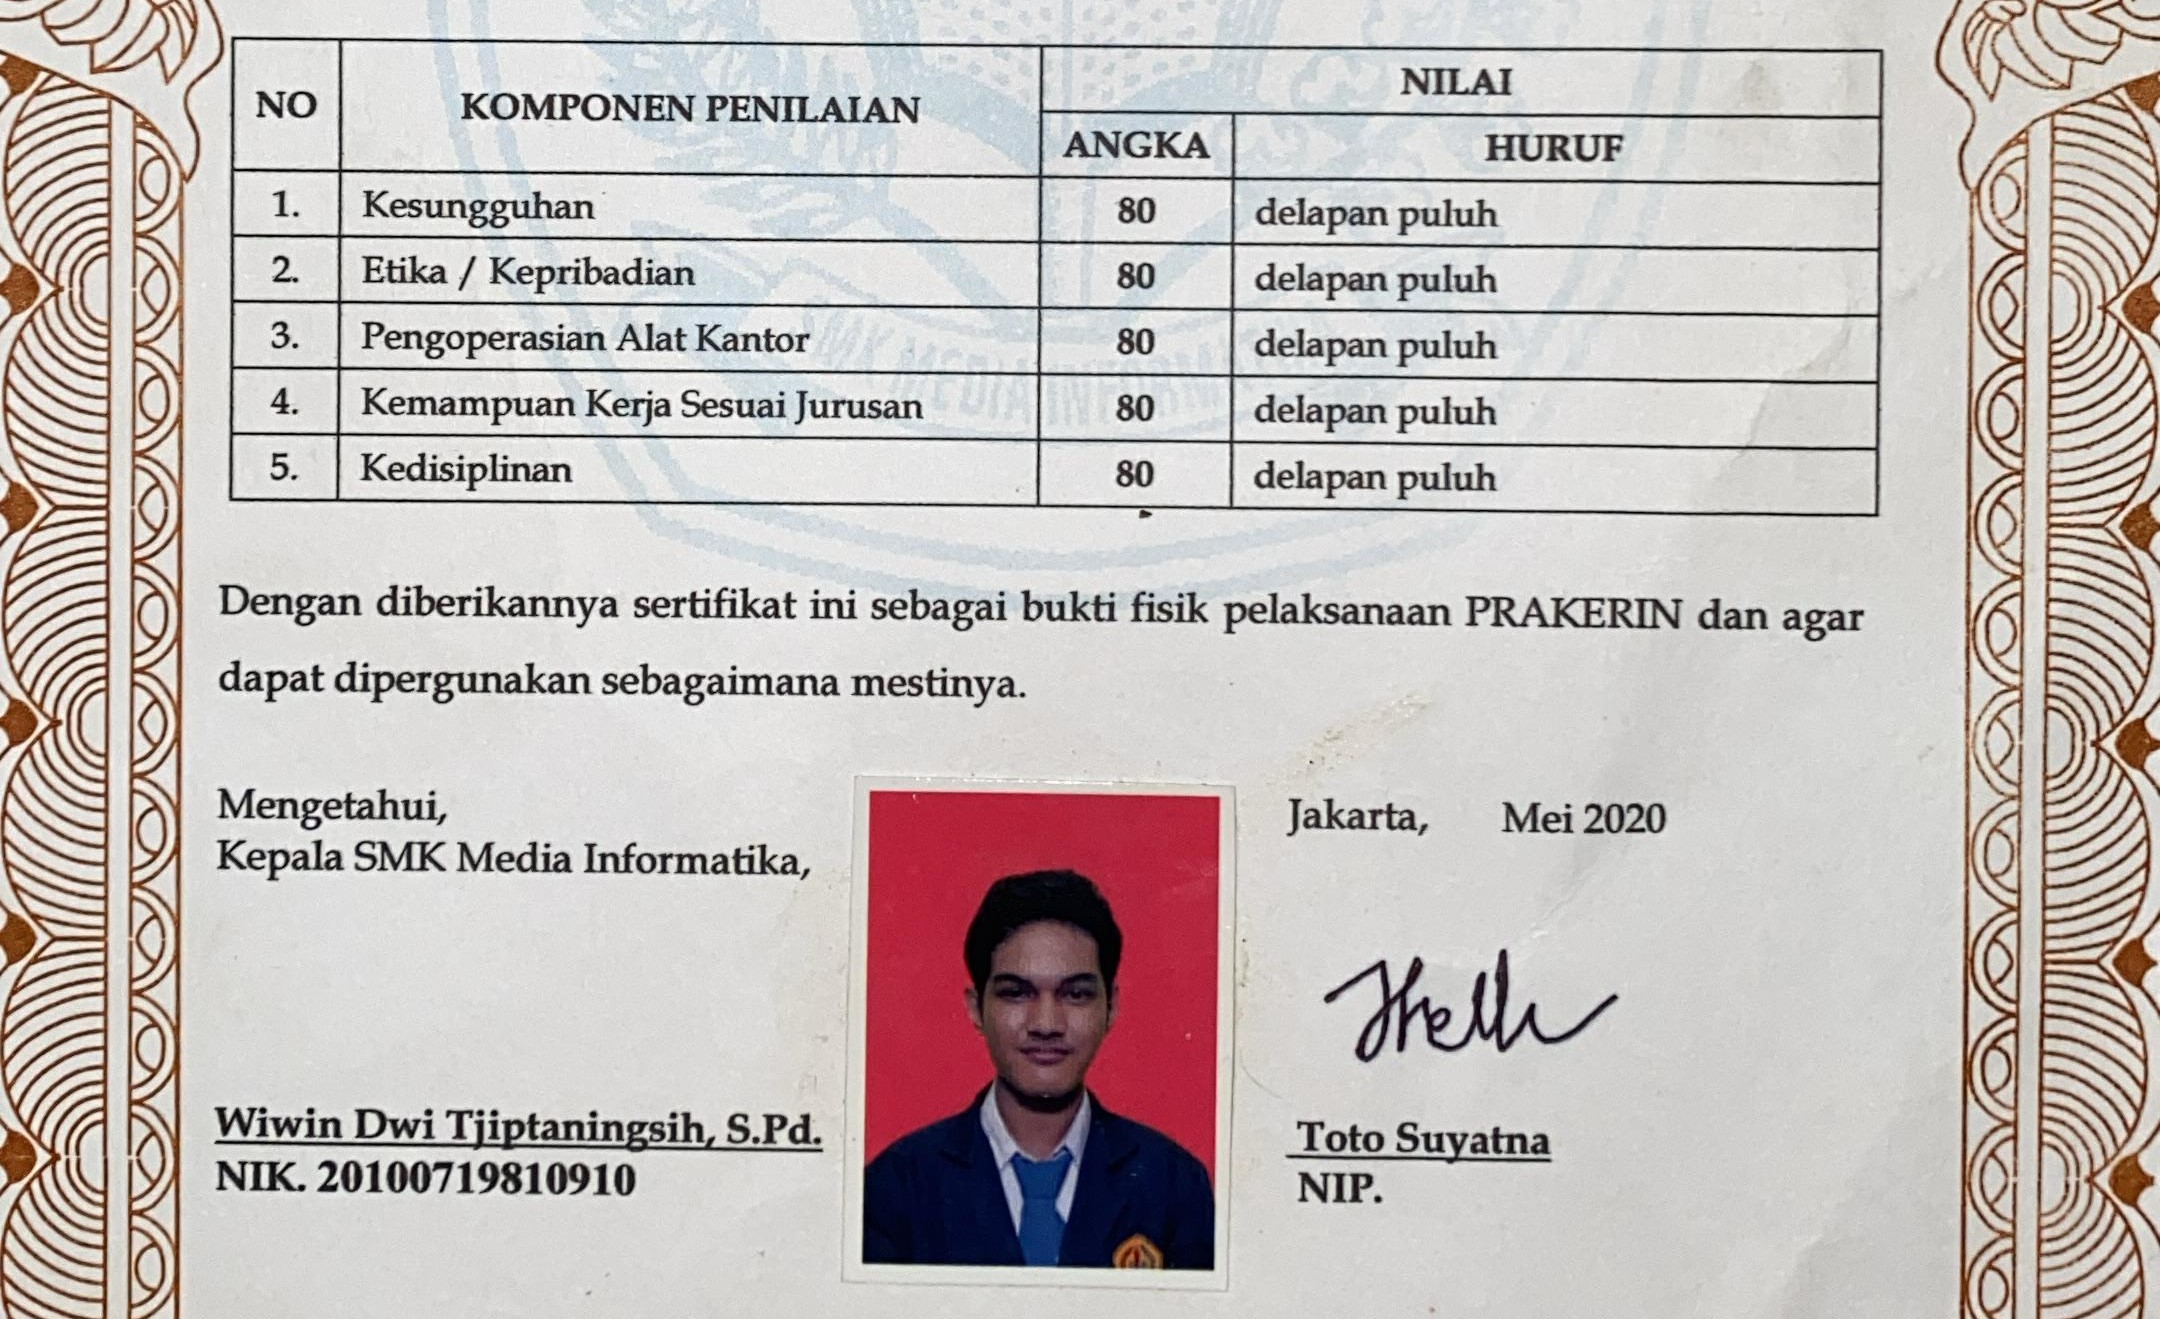 NO KOMPONEN PENILAIAN NILAI
ANGKA HURUF
1. Kesungguhan 80 delapan puluh
2. Etika / Kepribadian 80 delapan puluh
3. Pengoperasian Alat Kantor 80 delapan puluh
4. Kemampuan Kerja Sesuai Jurusan 80 delapan puluh
5. Kedisiplinan 80 delapan puluh
SMK MEDIA INFORMATIKA
Dengan diberikannya sertifikat ini sebagai bukti fisik pelaksanaan PRAKERIN dan agar
dapat dipergunakan sebagaimana mestinya.
Mengetahui,
Kepala SMK Media Informatika,
Wiwin Dwi Tjiptaningsih, S.Pd.
NIK. 20100719810910
Jakarta, Mei 2020
Toto Suyatna
NIP.